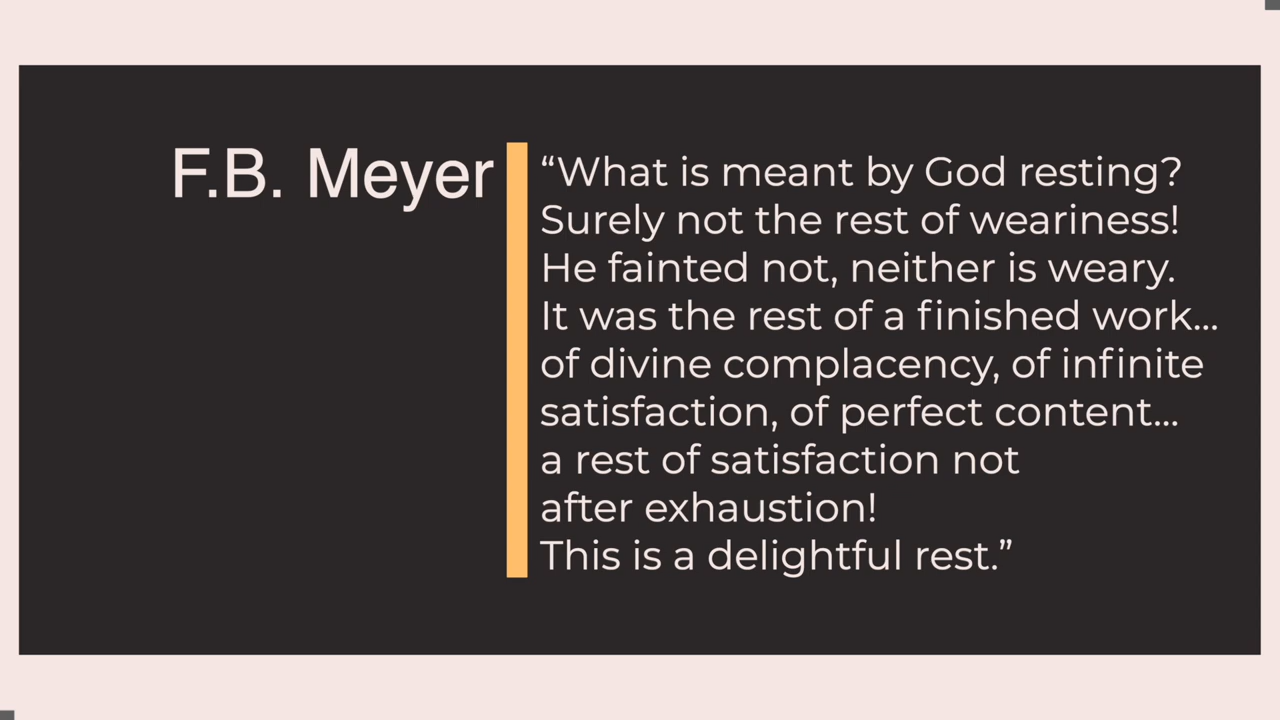 F.B. Meyer
“What is meant by God resting?
Surely not the rest of weariness!
He fainted not, neither is weary.
It was the rest of a finished work...
of divine complacency, of infinite
satisfaction, of perfect content...
a rest of satisfaction not
after exhaustion!
This is a delightful rest.”